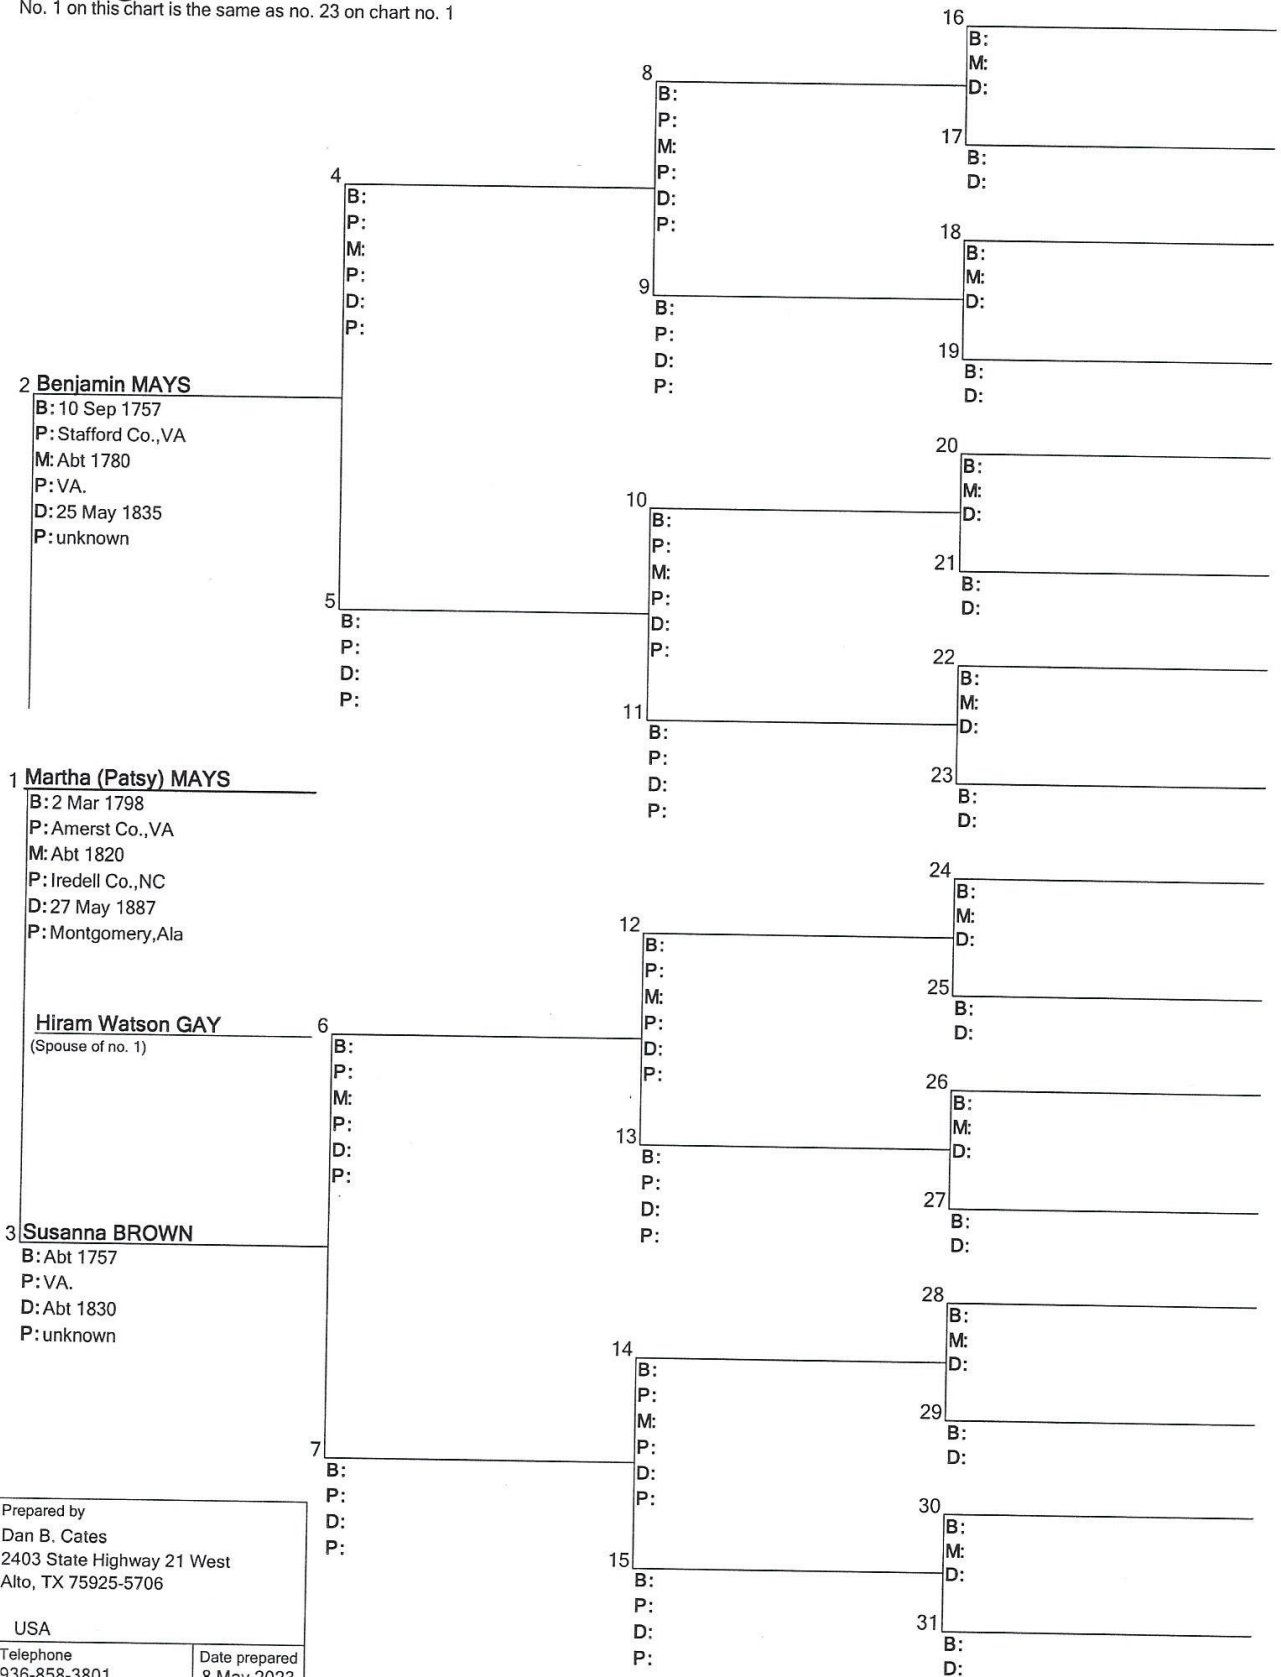 No. 1 on this chart is the same as no. 23 on chart no. 1
16
B:
M:
D:
17
B:
D:
8
B:
P:
M:
P:
D:
P:
18
B:
M:
D:
9
B:
P:
D:
P:
19
B:
D:
4
B:
P:
M:
P:
D:
P:
2 Benjamin MAYS
B: 10 Sep 1757
P: Stafford Co.,VA
M: Abt 1780
P: VA.
D: 25 May 1835
P: unknown
20
B:
M:
D:
10
B:
P:
M:
P:
D:
P:
21
B:
D:
5
B:
P:
D:
P:
22
B:
M:
D:
11
B:
P:
D:
P:
23
B:
D:
1 Martha (Patsy) MAYS
B: 2 Mar 1798
P: Amerst Co.,VA
M: Abt 1820
P: Iredell Co.,NC
D: 27 May 1887
P: Montgomery,Ala
24
B:
M:
D:
12
B:
P:
M:
P:
D:
P:
25
B:
D:
Hiram Watson GAY
(Spouse of no. 1)
6
B:
P:
M:
P:
D:
P:
26
B:
M:
D:
13
B:
P:
D:
P:
27
B:
D:
3 Susanna BROWN
B: Abt 1757
P: VA.
D: Abt 1830
P: unknown
28
B:
M:
D:
14
B:
P:
M:
P:
D:
P:
29
B:
D:
7
B:
P:
D:
P:
30
B:
M:
D:
15
B:
P:
D:
P:
31
B:
D:
Prepared by
Dan B. Cates
2403 State Highway 21 West
Alto, TX 75925-5706
USA
Telephone
936-858-3801
Date prepared
8 May 2023